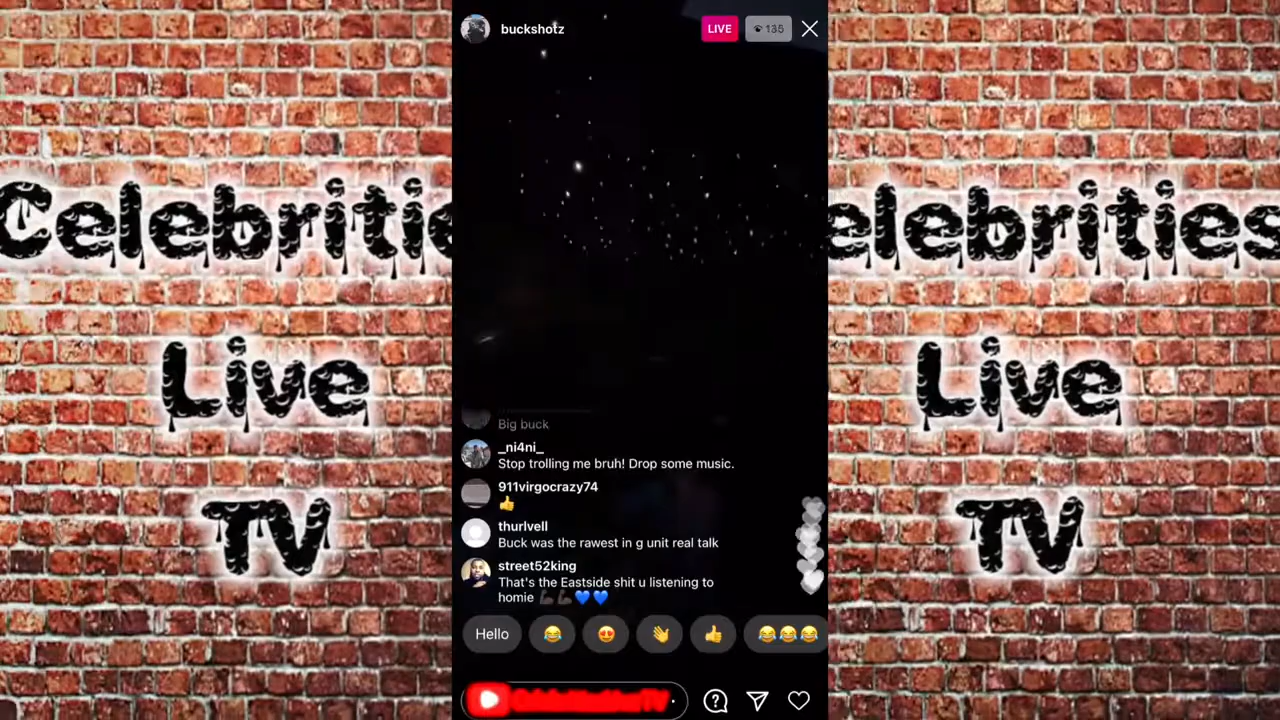 buckshotz
LIVE
135
Celebritie
elebrities
Live
Live
TV
TV
Big buck
_ni4ni_
Stop trolling me bruh! Drop some music.
911virgocrazy74
👍
thurlvell
Buck was the rawest in g unit real talk
street52king
That's the Eastside shit u listening to
homie 💪🏿💪🏿💙💙
Hello 😂 😍 👋 👍 😂😂😂